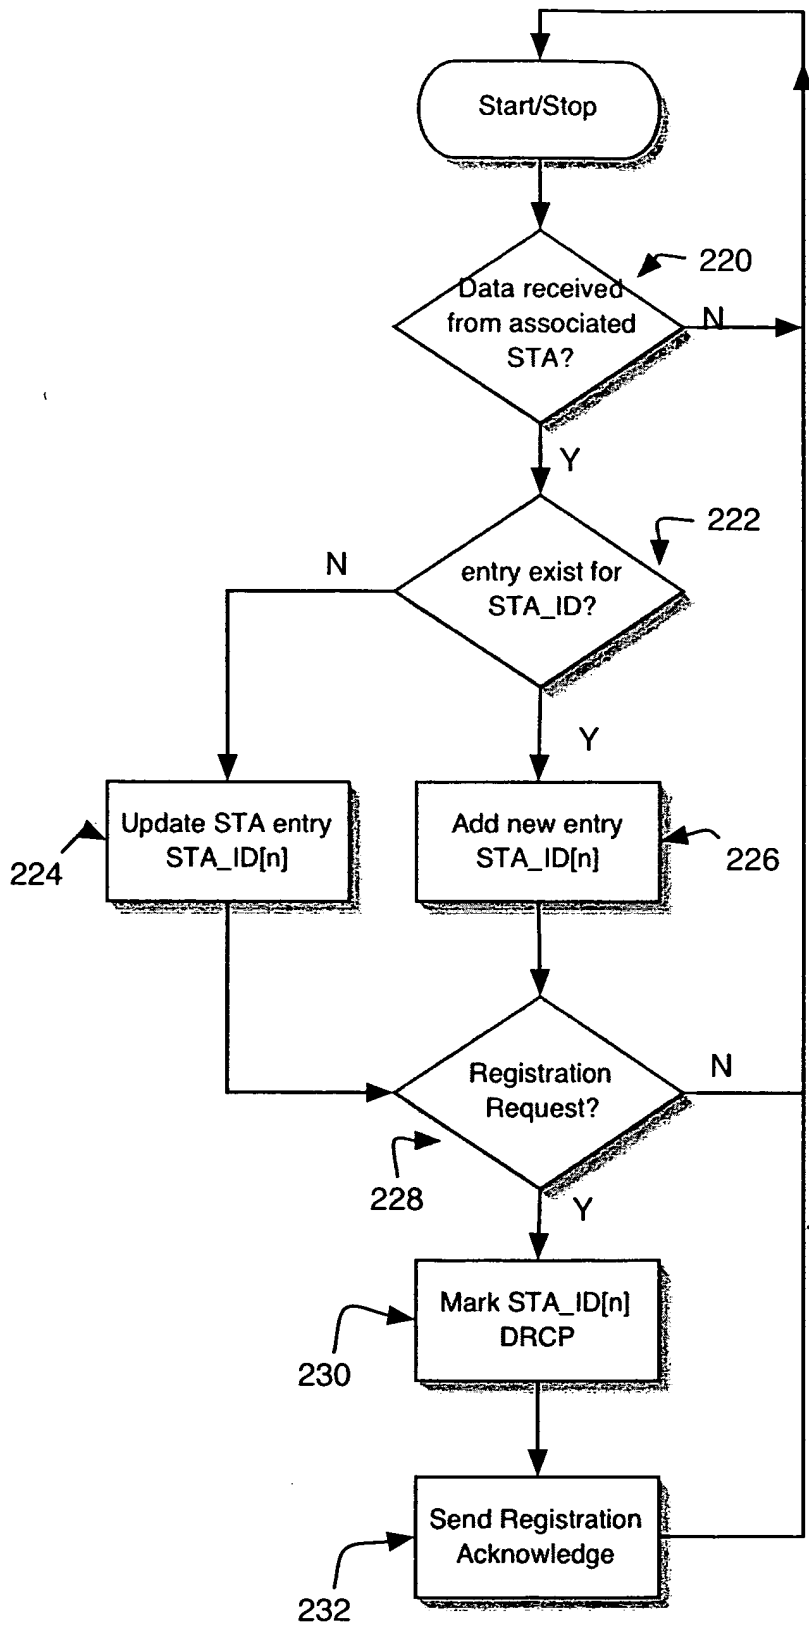 Start/Stop
220
Data received
from associated
STA?
N
Y
222
entry exist for
STA_ID?
N
Y
Update STA entry
STA_ID[n]
224
Add new entry
STA_ID[n]
226
Registration
Request?
N
228
Y
Mark STA_ID[n]
DRCP
230
Send Registration
Acknowledge
232